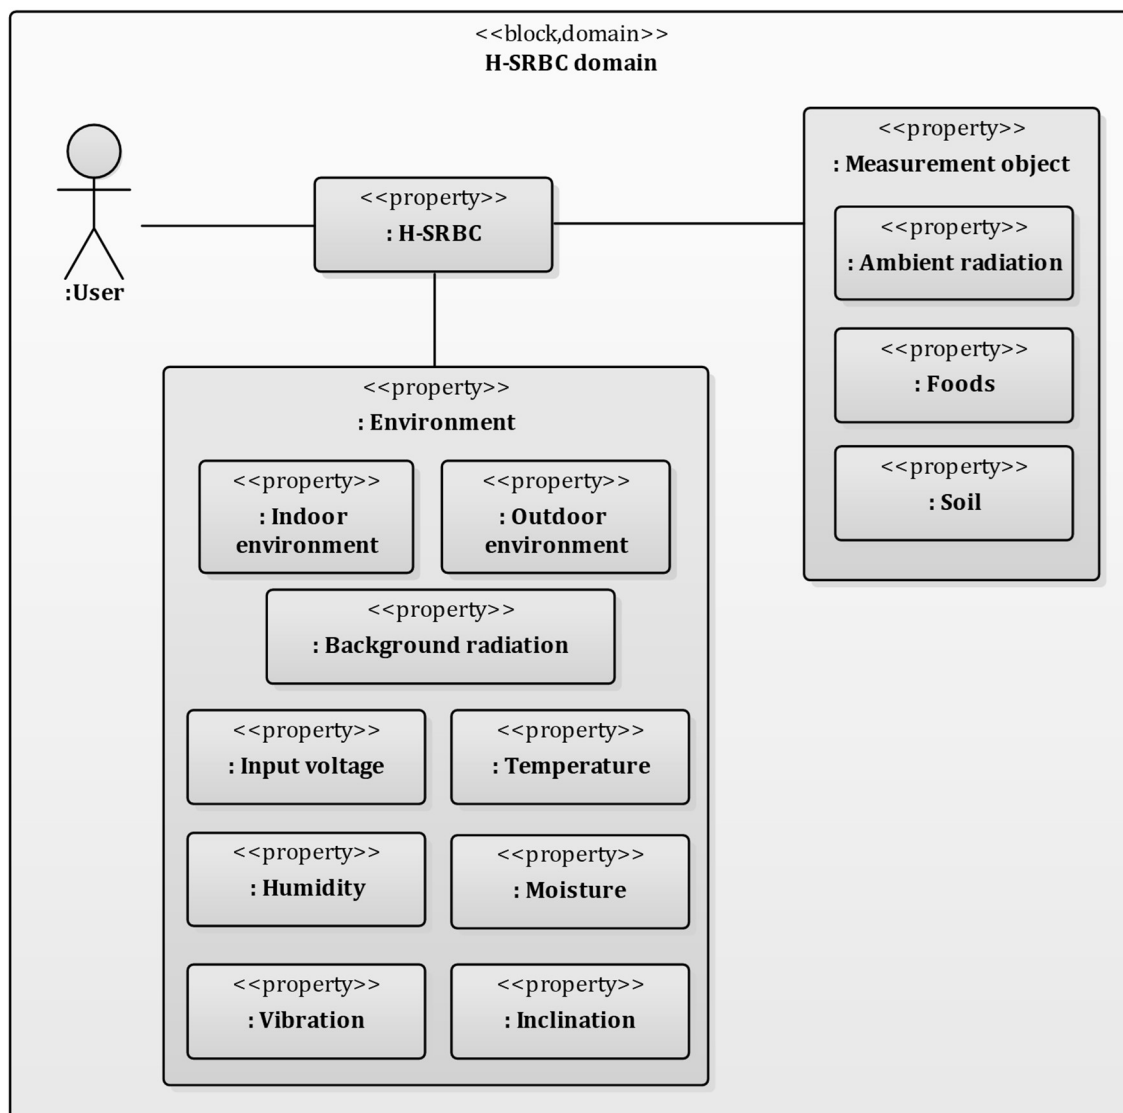 <<block,domain>>
H-SRBC domain
:User
<<property>>
: H-SRBC
<<property>>
: Measurement object
<<property>>
: Ambient radiation
<<property>>
: Foods
<<property>>
: Soil
<<property>>
: Environment
<<property>>
: Indoor
environment
<<property>>
: Outdoor
environment
<<property>>
: Background radiation
<<property>>
: Input voltage
<<property>>
: Temperature
<<property>>
: Humidity
<<property>>
: Moisture
<<property>>
: Vibration
<<property>>
: Inclination